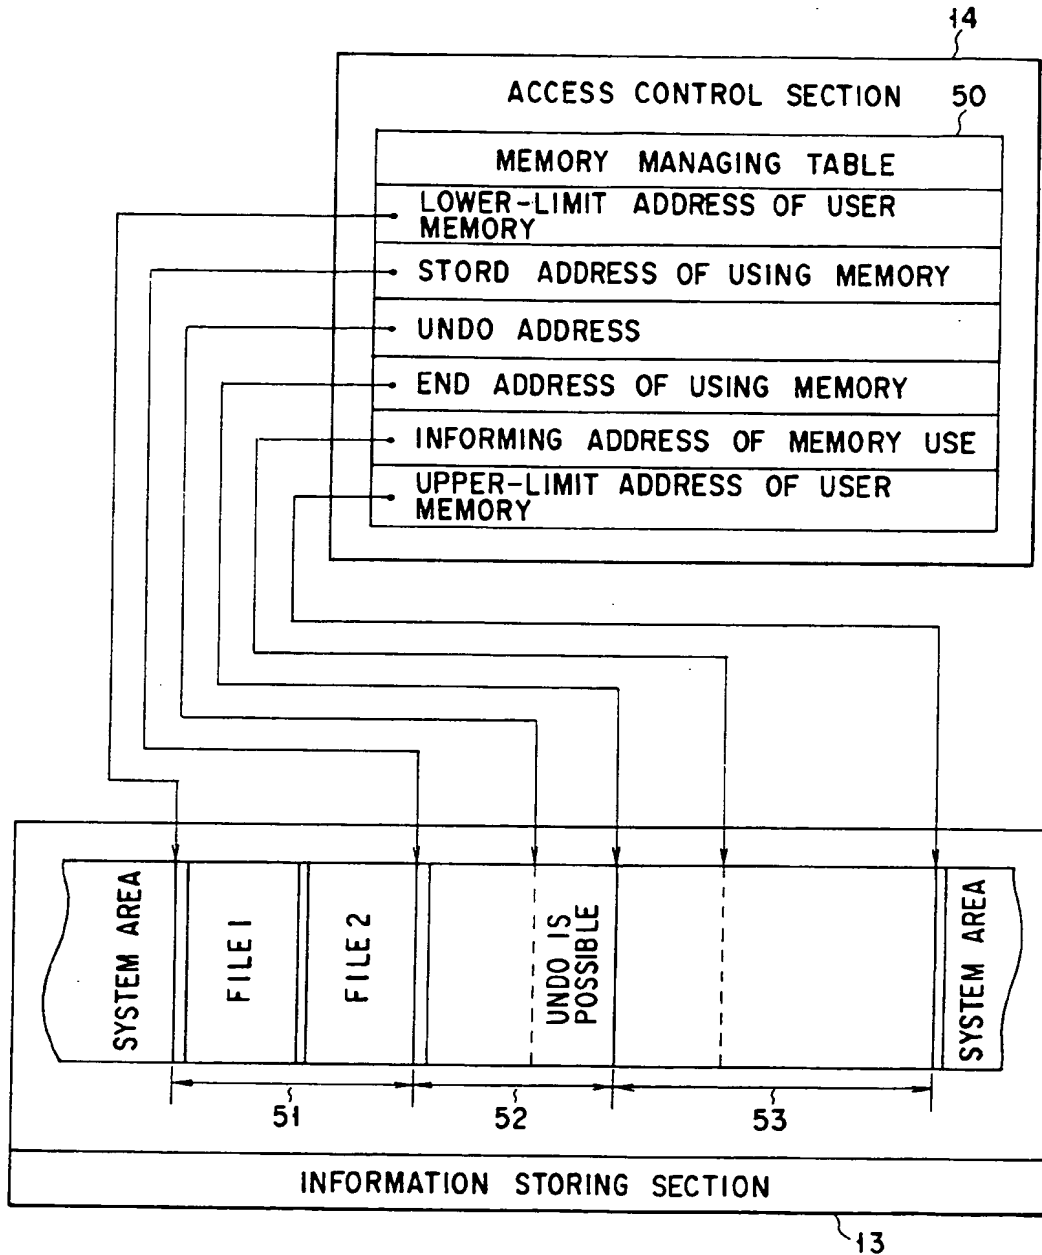 14
ACCESS CONTROL SECTION 50
MEMORY MANAGING TABLE
LOWER-LIMIT ADDRESS OF USER
MEMORY
STORD ADDRESS OF USING MEMORY
UNDO ADDRESS
END ADDRESS OF USING MEMORY
INFORMING ADDRESS OF MEMORY USE
UPPER-LIMIT ADDRESS OF USER
MEMORY
SYSTEM AREA
FILE 1
FILE 2
UNDO IS
POSSIBLE
SYSTEM AREA
51
52
53
INFORMATION STORING SECTION
13